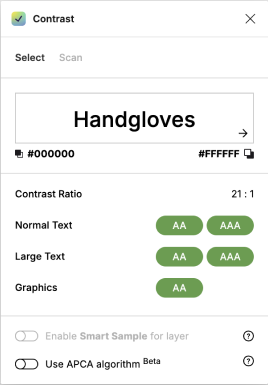 Contrast
Select Scan
Handgloves
#000000 #FFFFFF
Contrast Ratio 21 : 1
Normal Text AA AAA
Large Text AA AAA
Graphics AA
Enable Smart Sample for layer ?
Use APCA algorithm Beta ?